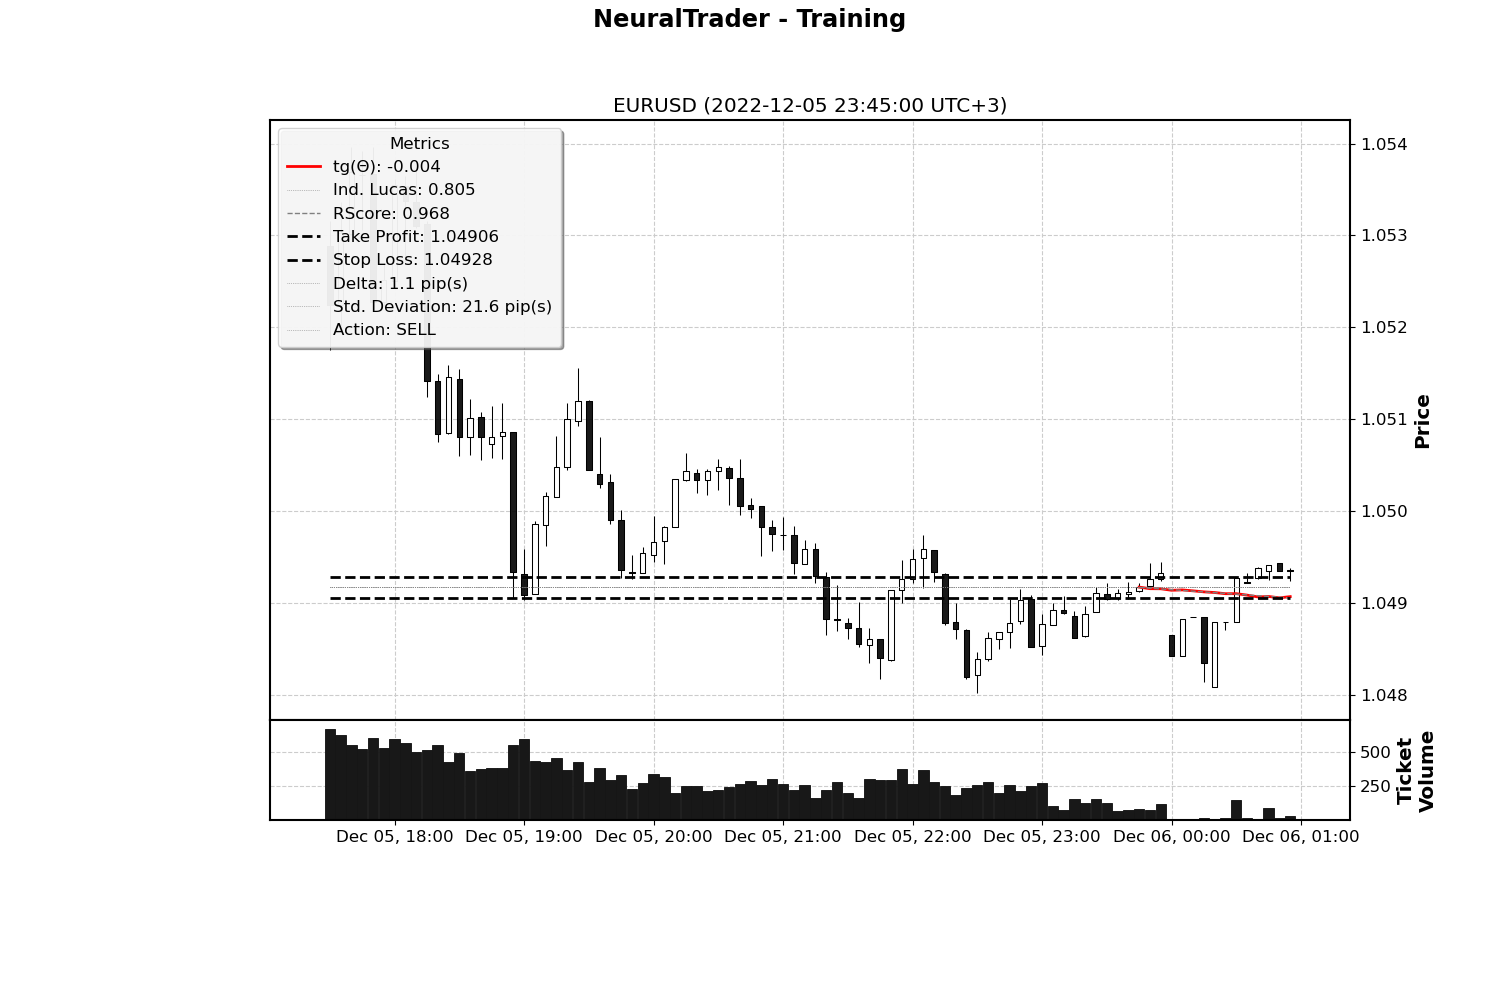 NeuralTrader - Training
EURUSD (2022-12-05 23:45:00 UTC+3)
Metrics
tg(Θ): -0.004
Ind. Lucas: 0.805
RScore: 0.968
Take Profit: 1.04906
Stop Loss: 1.04928
Delta: 1.1 pip(s)
Std. Deviation: 21.6 pip(s)
Action: SELL
1.054
1.053
1.052
1.051
1.050
1.049
1.048
Price
500
250
Ticket
Volume
Dec 05, 18:00 Dec 05, 19:00 Dec 05, 20:00 Dec 05, 21:00 Dec 05, 22:00 Dec 05, 23:00 Dec 06, 00:00 Dec 06, 01:00